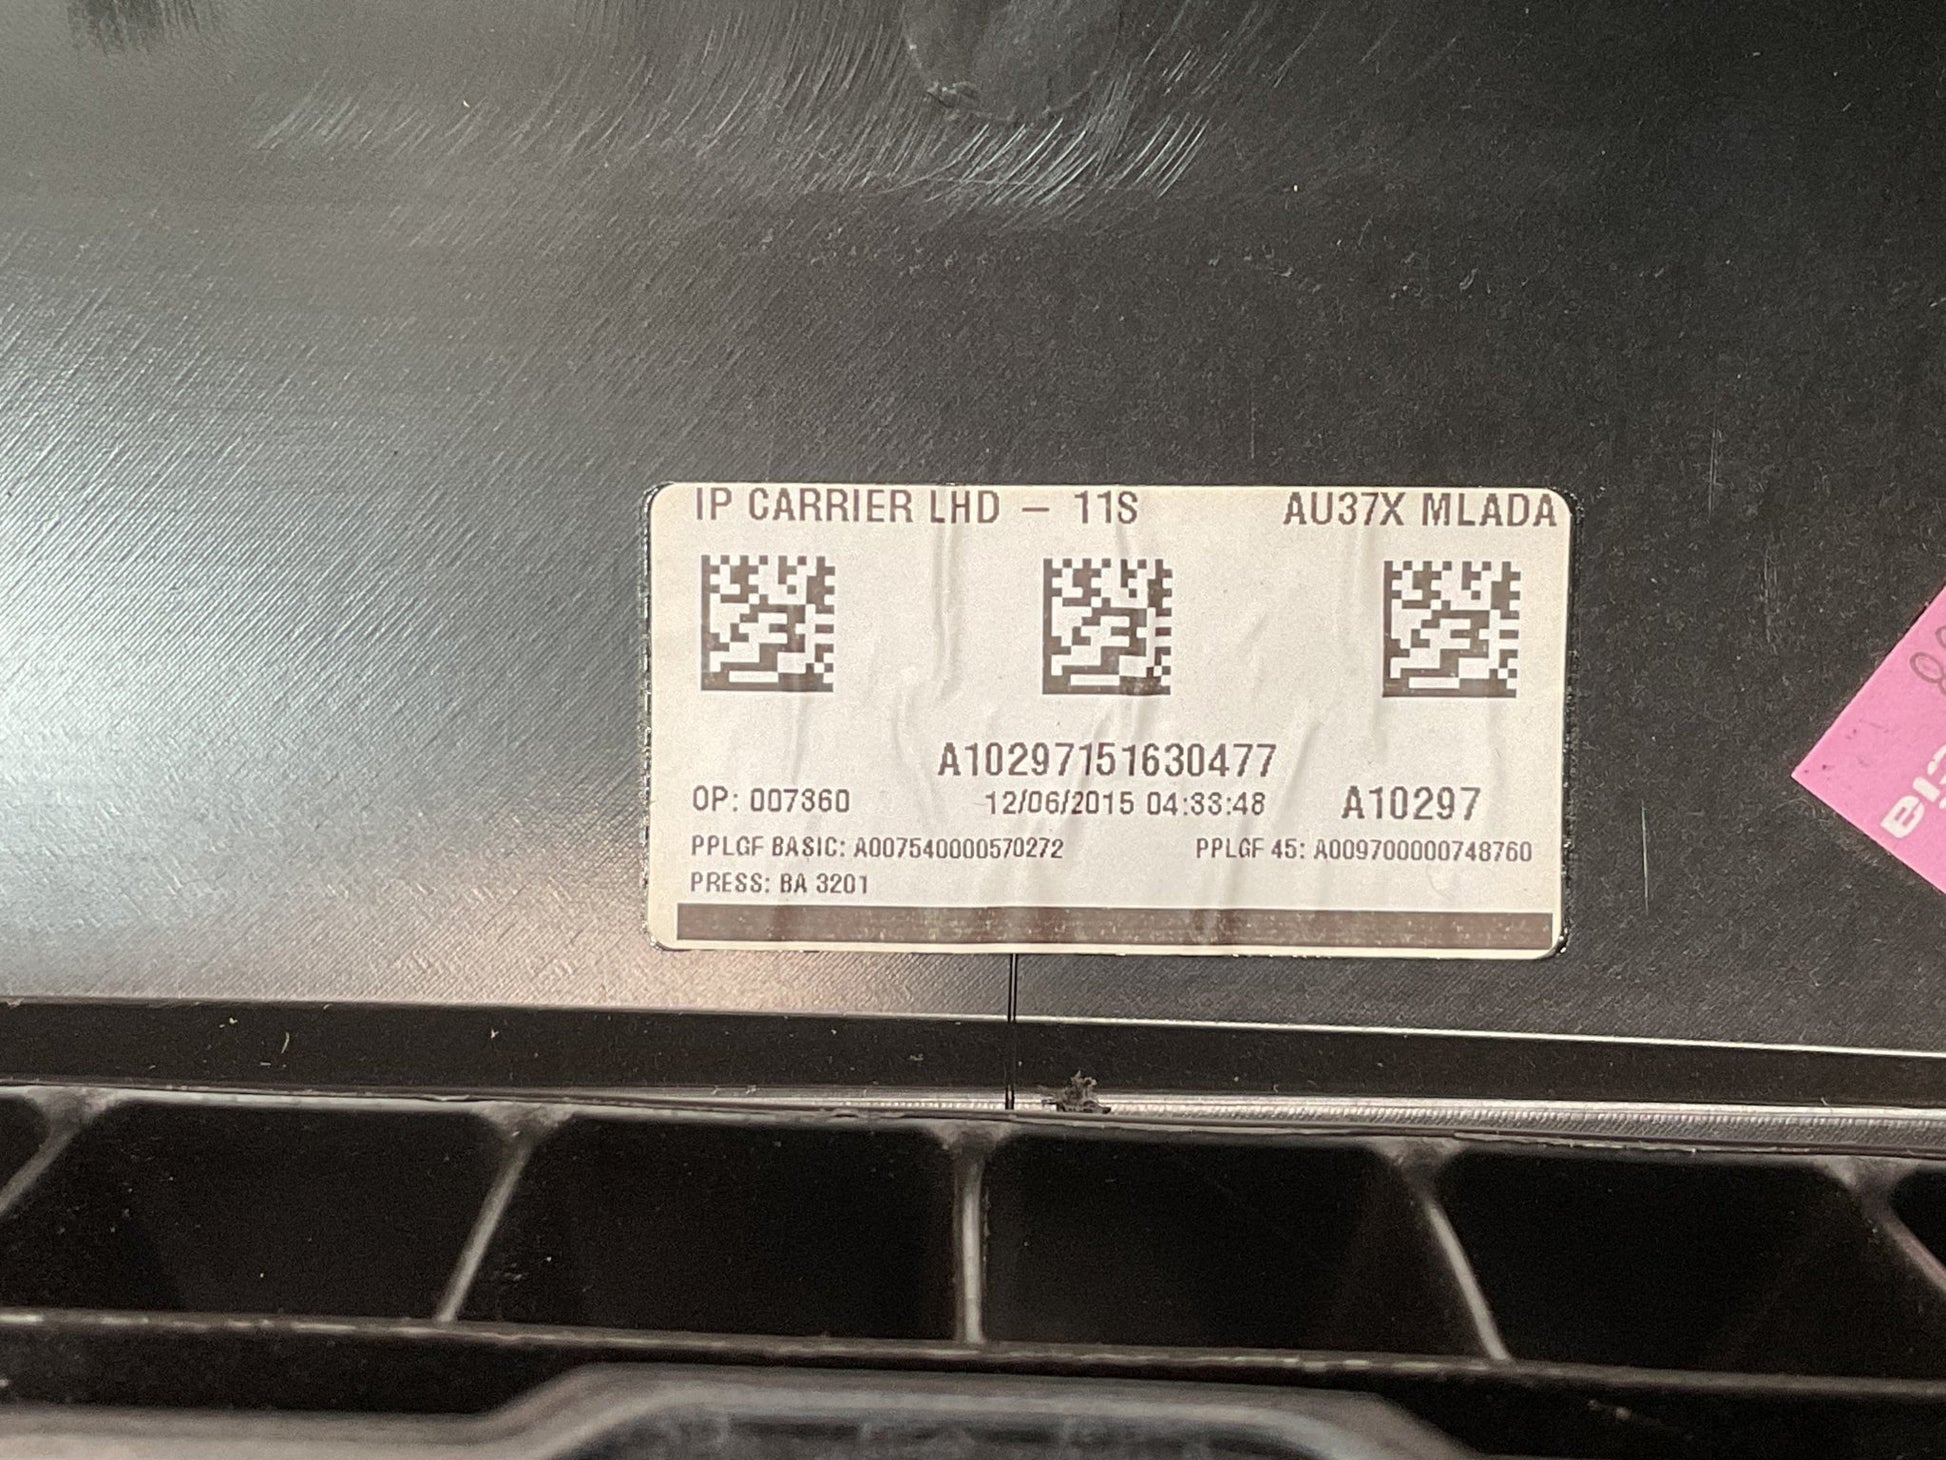 IP CARRIER LHD – 11S AU37X MLADA
A10297151630477
OP: 007360 12/06/2015 04:33:48 A10297
PPLGF BASIC: A007540000570272 PPLGF 45: A009700000748760
PRESS: BA 3201